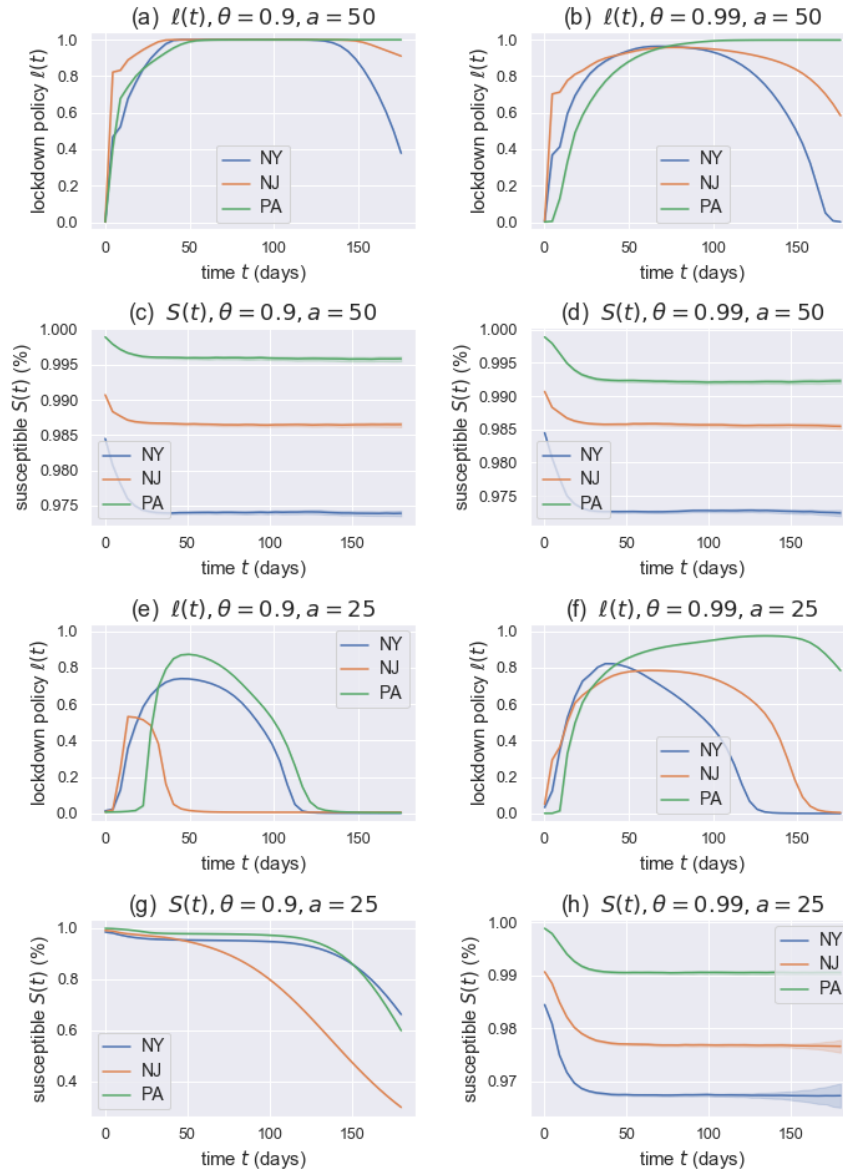 (a) ℓ(t), θ = 0.9, a = 50
lockdown policy ℓ(t)
1.0
0.8
0.6
0.4
0.2
0.0
NY
NJ
PA
0
50
100
150
time t (days)
(b) ℓ(t), θ = 0.99, a = 50
lockdown policy ℓ(t)
1.0
0.8
0.6
0.4
0.2
0.0
NY
NJ
PA
0
50
100
150
time t (days)
(c) S(t), θ = 0.9, a = 50
susceptible S(t) (%)
1.000
0.995
0.990
0.985
0.980
0.975
NY
NJ
PA
0
50
100
150
time t (days)
(d) S(t), θ = 0.99, a = 50
susceptible S(t) (%)
1.000
0.995
0.990
0.985
0.980
0.975
NY
NJ
PA
0
50
100
150
time t (days)
(e) ℓ(t), θ = 0.9, a = 25
lockdown policy ℓ(t)
1.0
0.8
0.6
0.4
0.2
0.0
NY
NJ
PA
0
50
100
150
time t (days)
(f) ℓ(t), θ = 0.99, a = 25
lockdown policy ℓ(t)
1.0
0.8
0.6
0.4
0.2
0.0
NY
NJ
PA
0
50
100
150
time t (days)
(g) S(t), θ = 0.9, a = 25
susceptible S(t) (%)
1.0
0.8
0.6
0.4
NY
NJ
PA
0
50
100
150
time t (days)
(h) S(t), θ = 0.99, a = 25
susceptible S(t) (%)
1.00
0.99
0.98
0.97
NY
NJ
PA
0
50
100
150
time t (days)